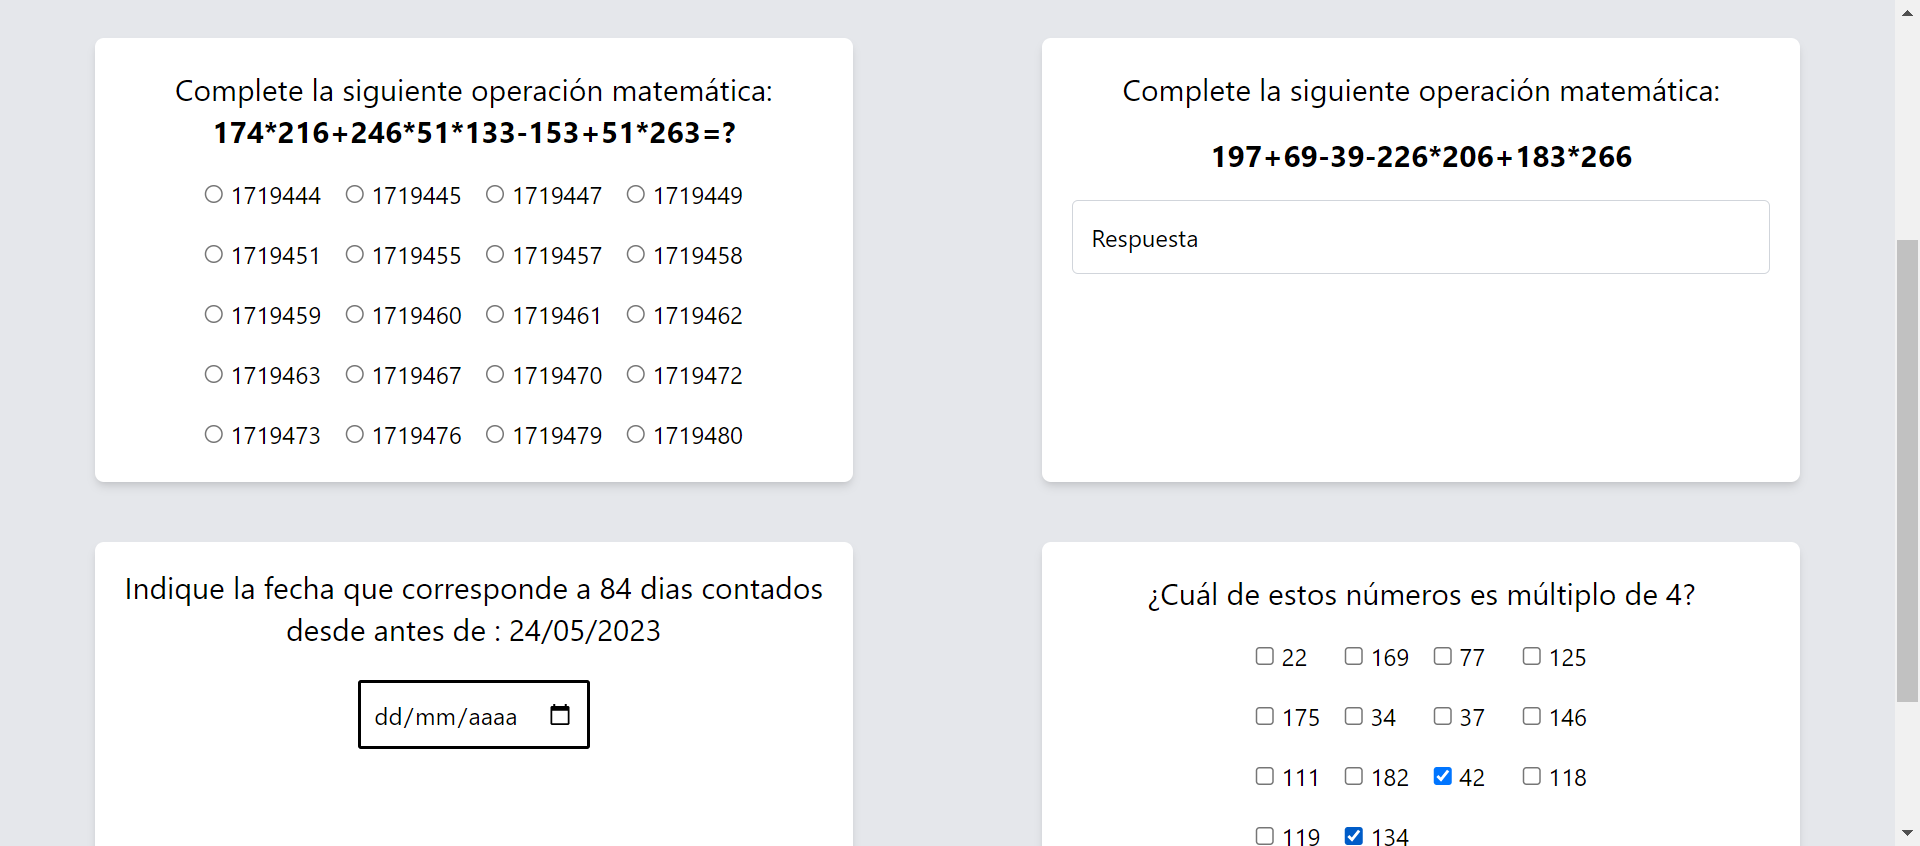 Complete la siguiente operación matemática:
174*216+246*51*133-153+51*263=?
1719444 1719445 1719447 1719449
1719451 1719455 1719457 1719458
1719459 1719460 1719461 1719462
1719463 1719467 1719470 1719472
1719473 1719476 1719479 1719480
Complete la siguiente operación matemática:
197+69-39-226*206+183*266
Respuesta
Indique la fecha que corresponde a 84 dias contados
desde antes de : 24/05/2023
dd/mm/aaaa
¿Cuál de estos números es múltiplo de 4?
22 169 77 125
175 34 37 146
111 182 42 118
119 134